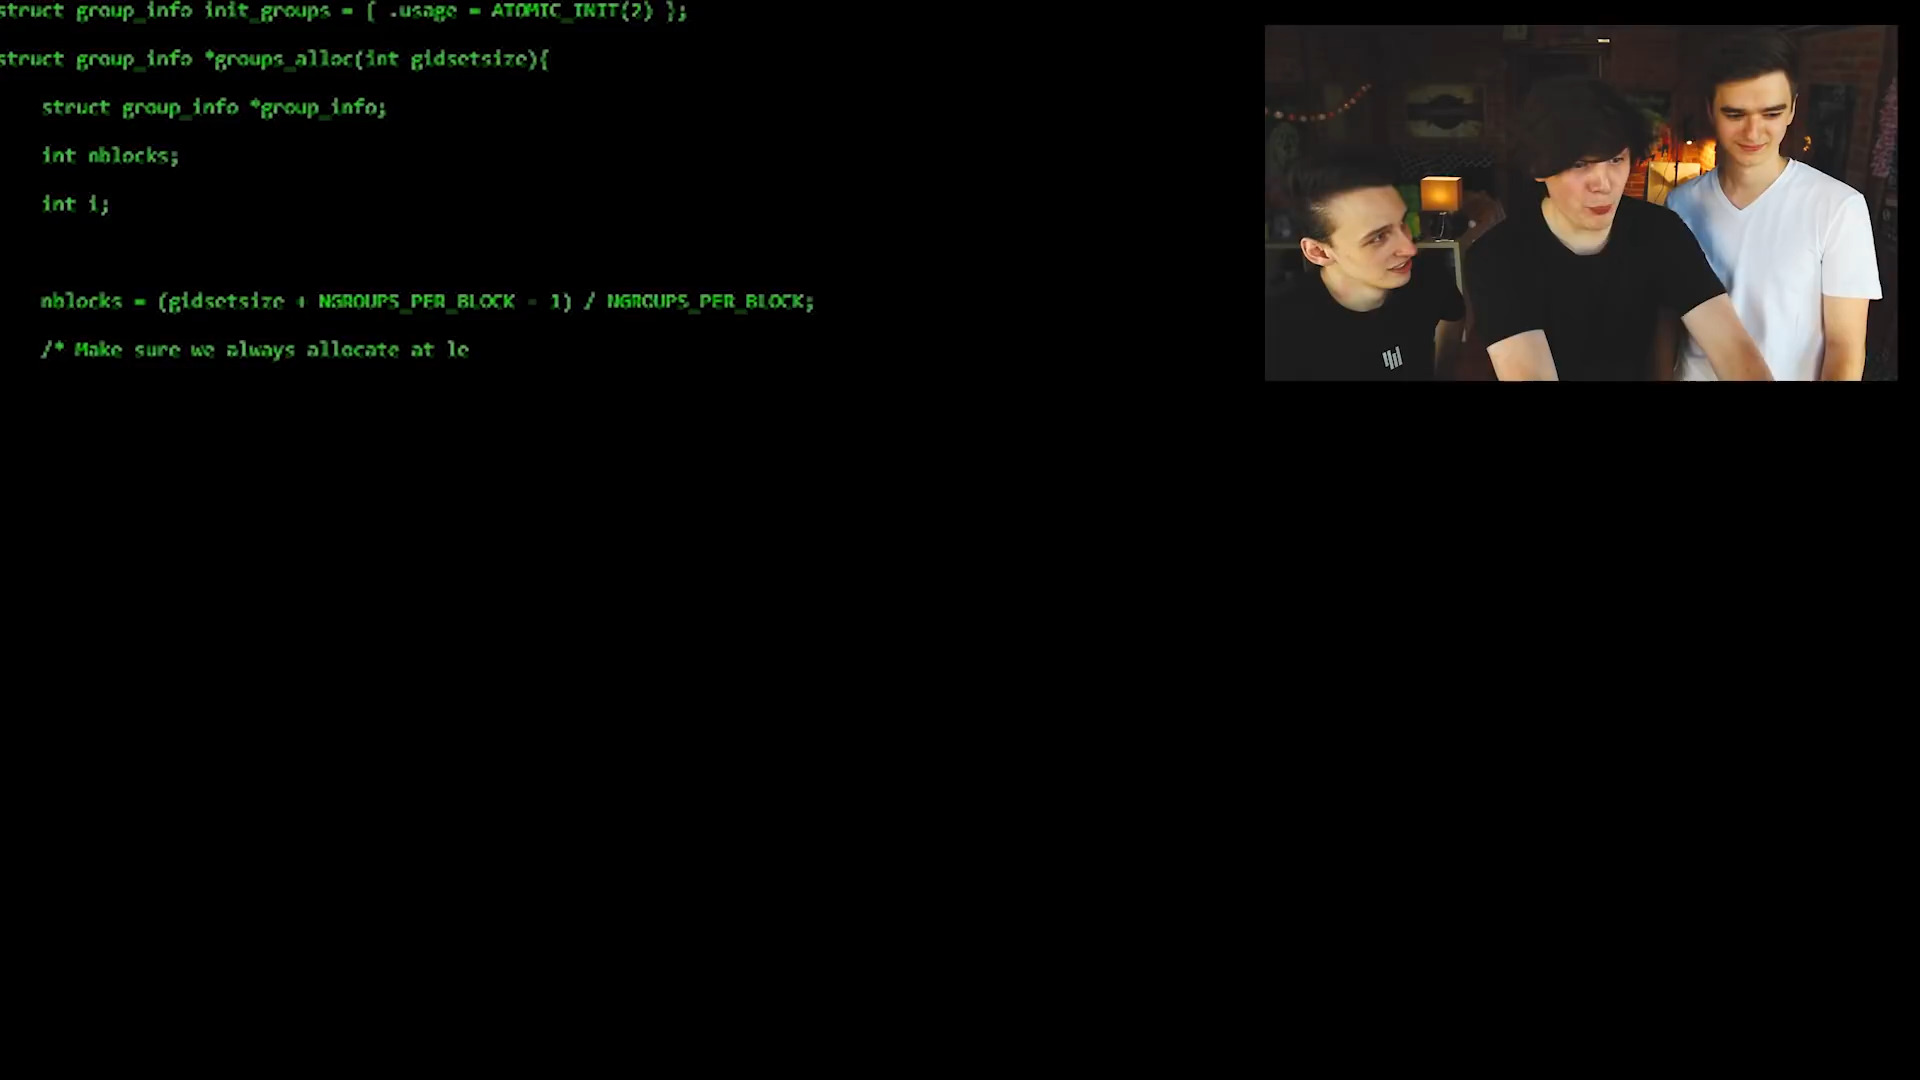 struct group_info init_groups = { .usage = ATOMIC_INIT(2) };
struct group_info *groups_alloc(int gidsetsize){
struct group_info *group_info;
int nblocks;
int i;
nblocks = (gidsetsize + NGROUPS_PER_BLOCK - 1) / NGROUPS_PER_BLOCK;
/* Make sure we always allocate at le